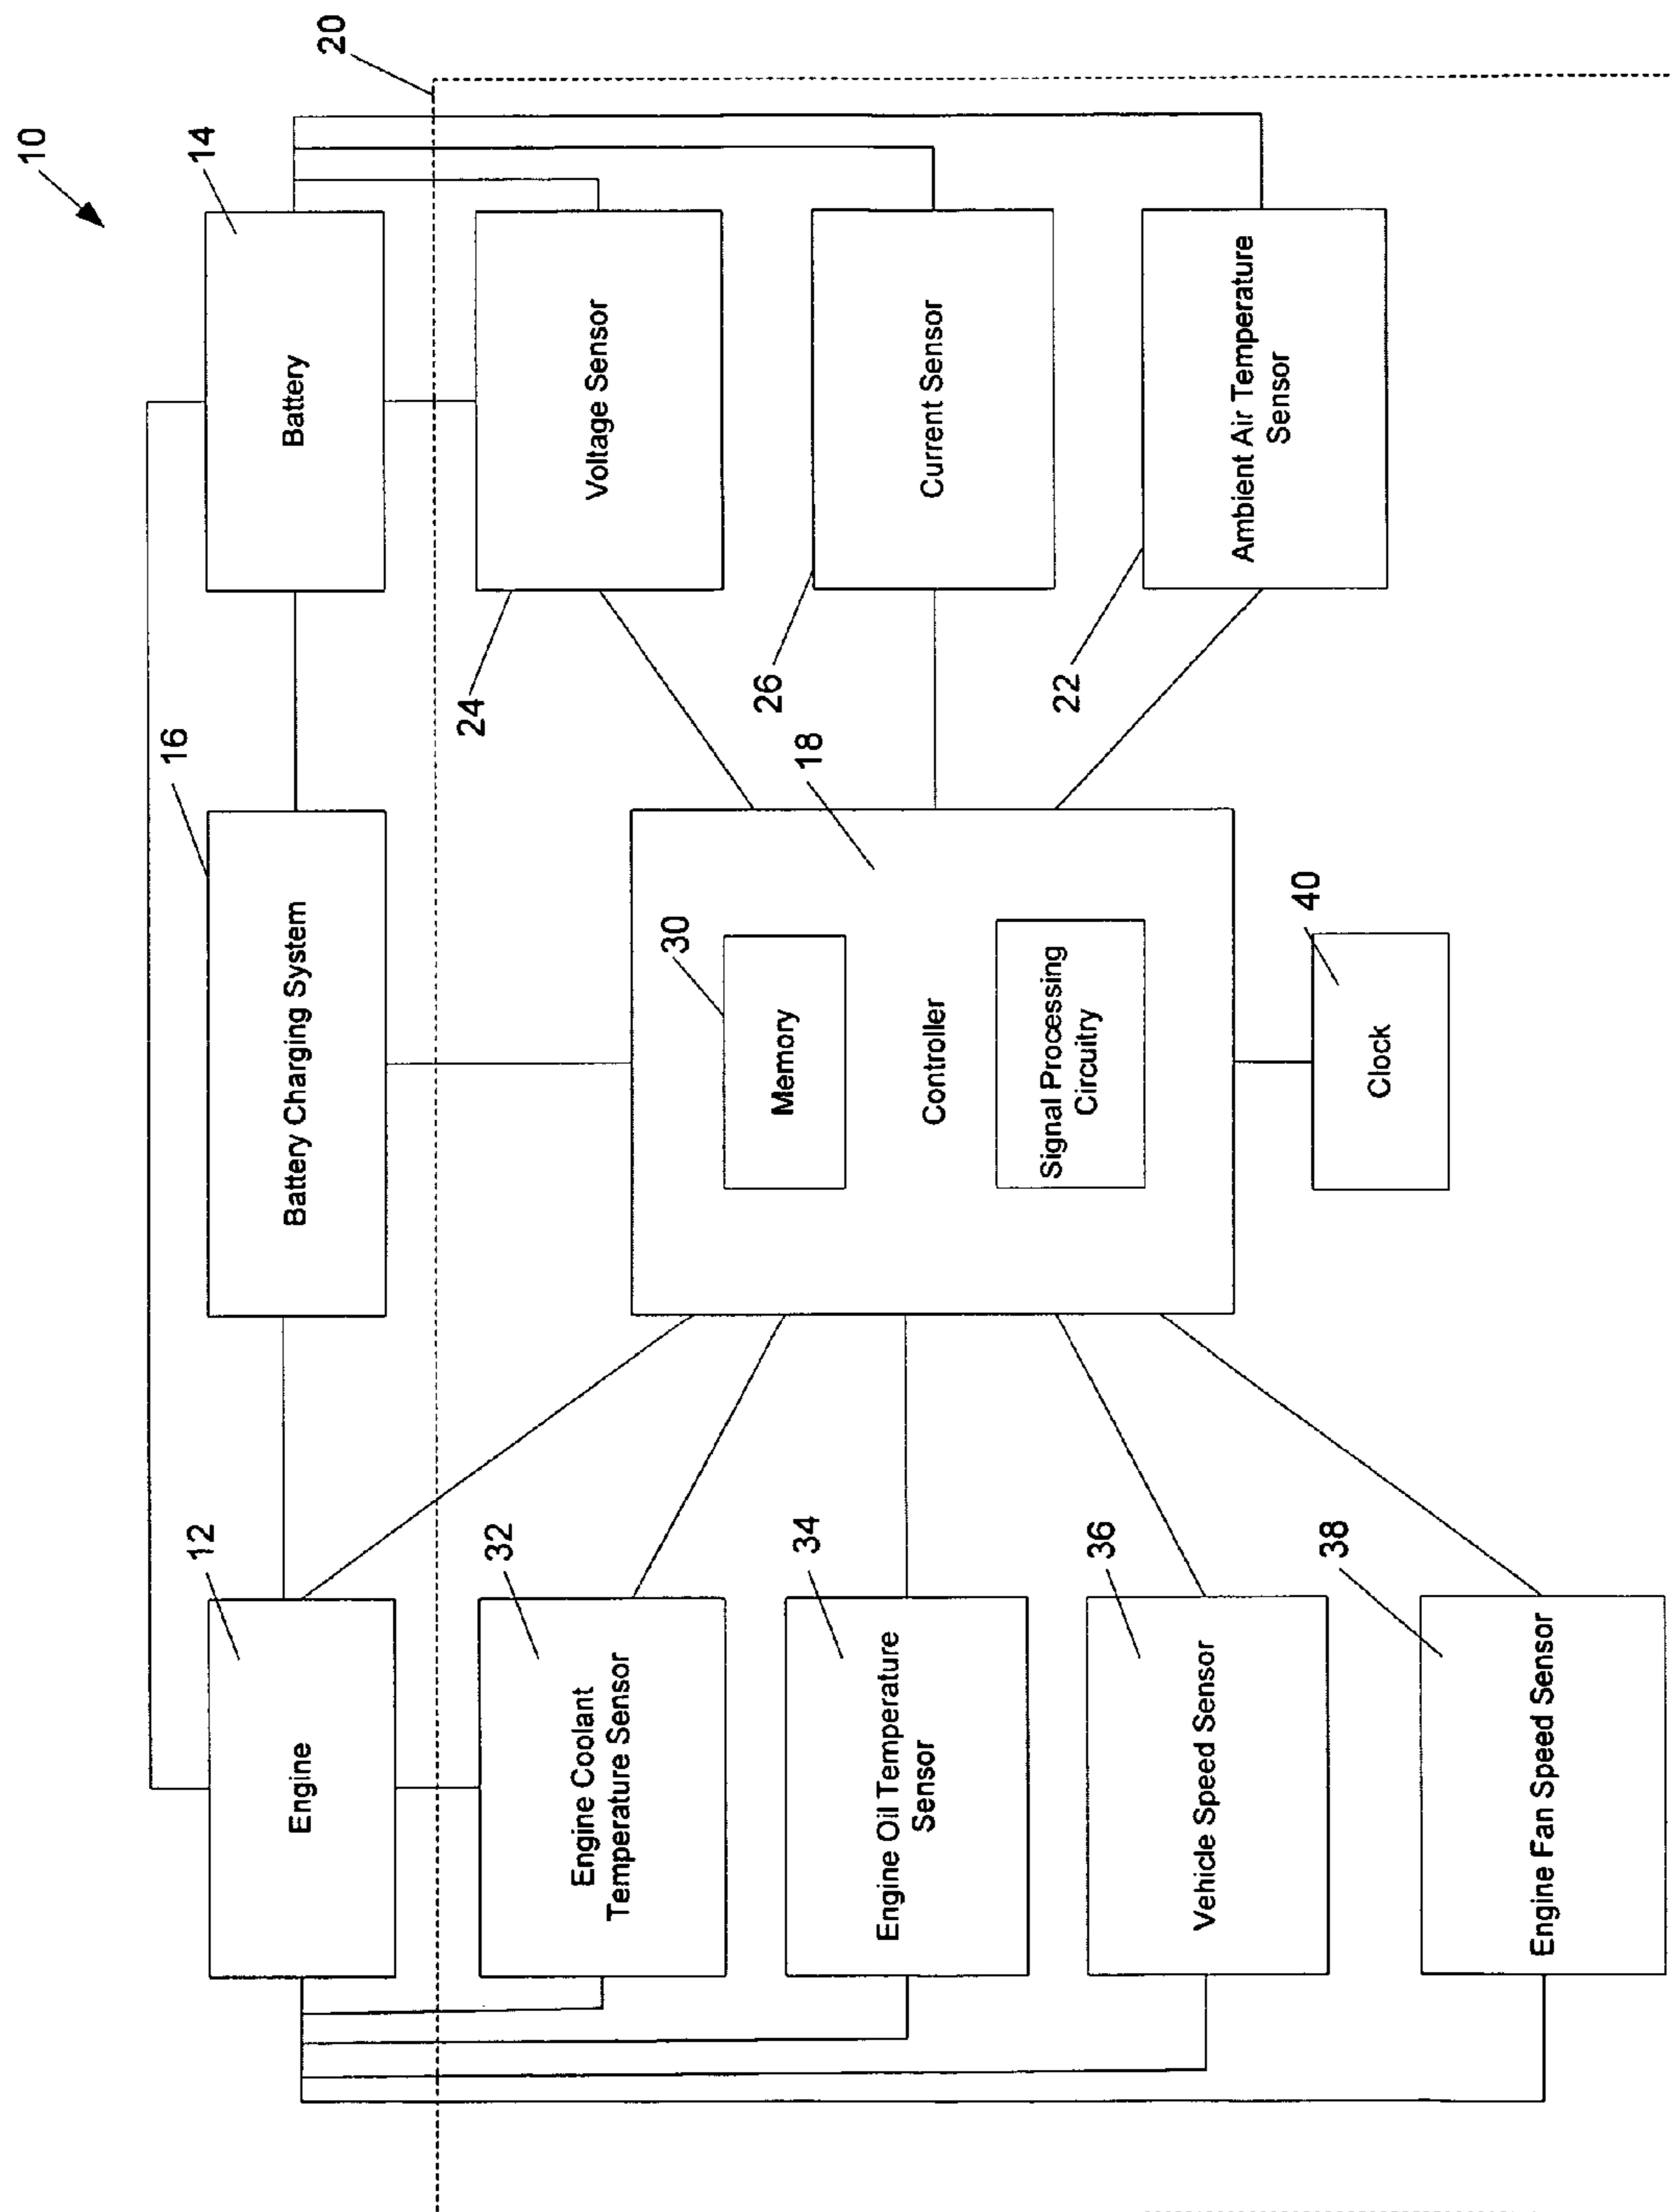 10
20
12
Engine
16
Battery Charging System
14
Battery
32
Engine Coolant
Temperature Sensor
24
Voltage Sensor
34
Engine Oil Temperature
Sensor
30
Memory
18
Controller
Signal Processing
Circuitry
26
Current Sensor
36
Vehicle Speed Sensor
22
Ambient Air Temperature
Sensor
38
Engine Fan Speed Sensor
40
Clock